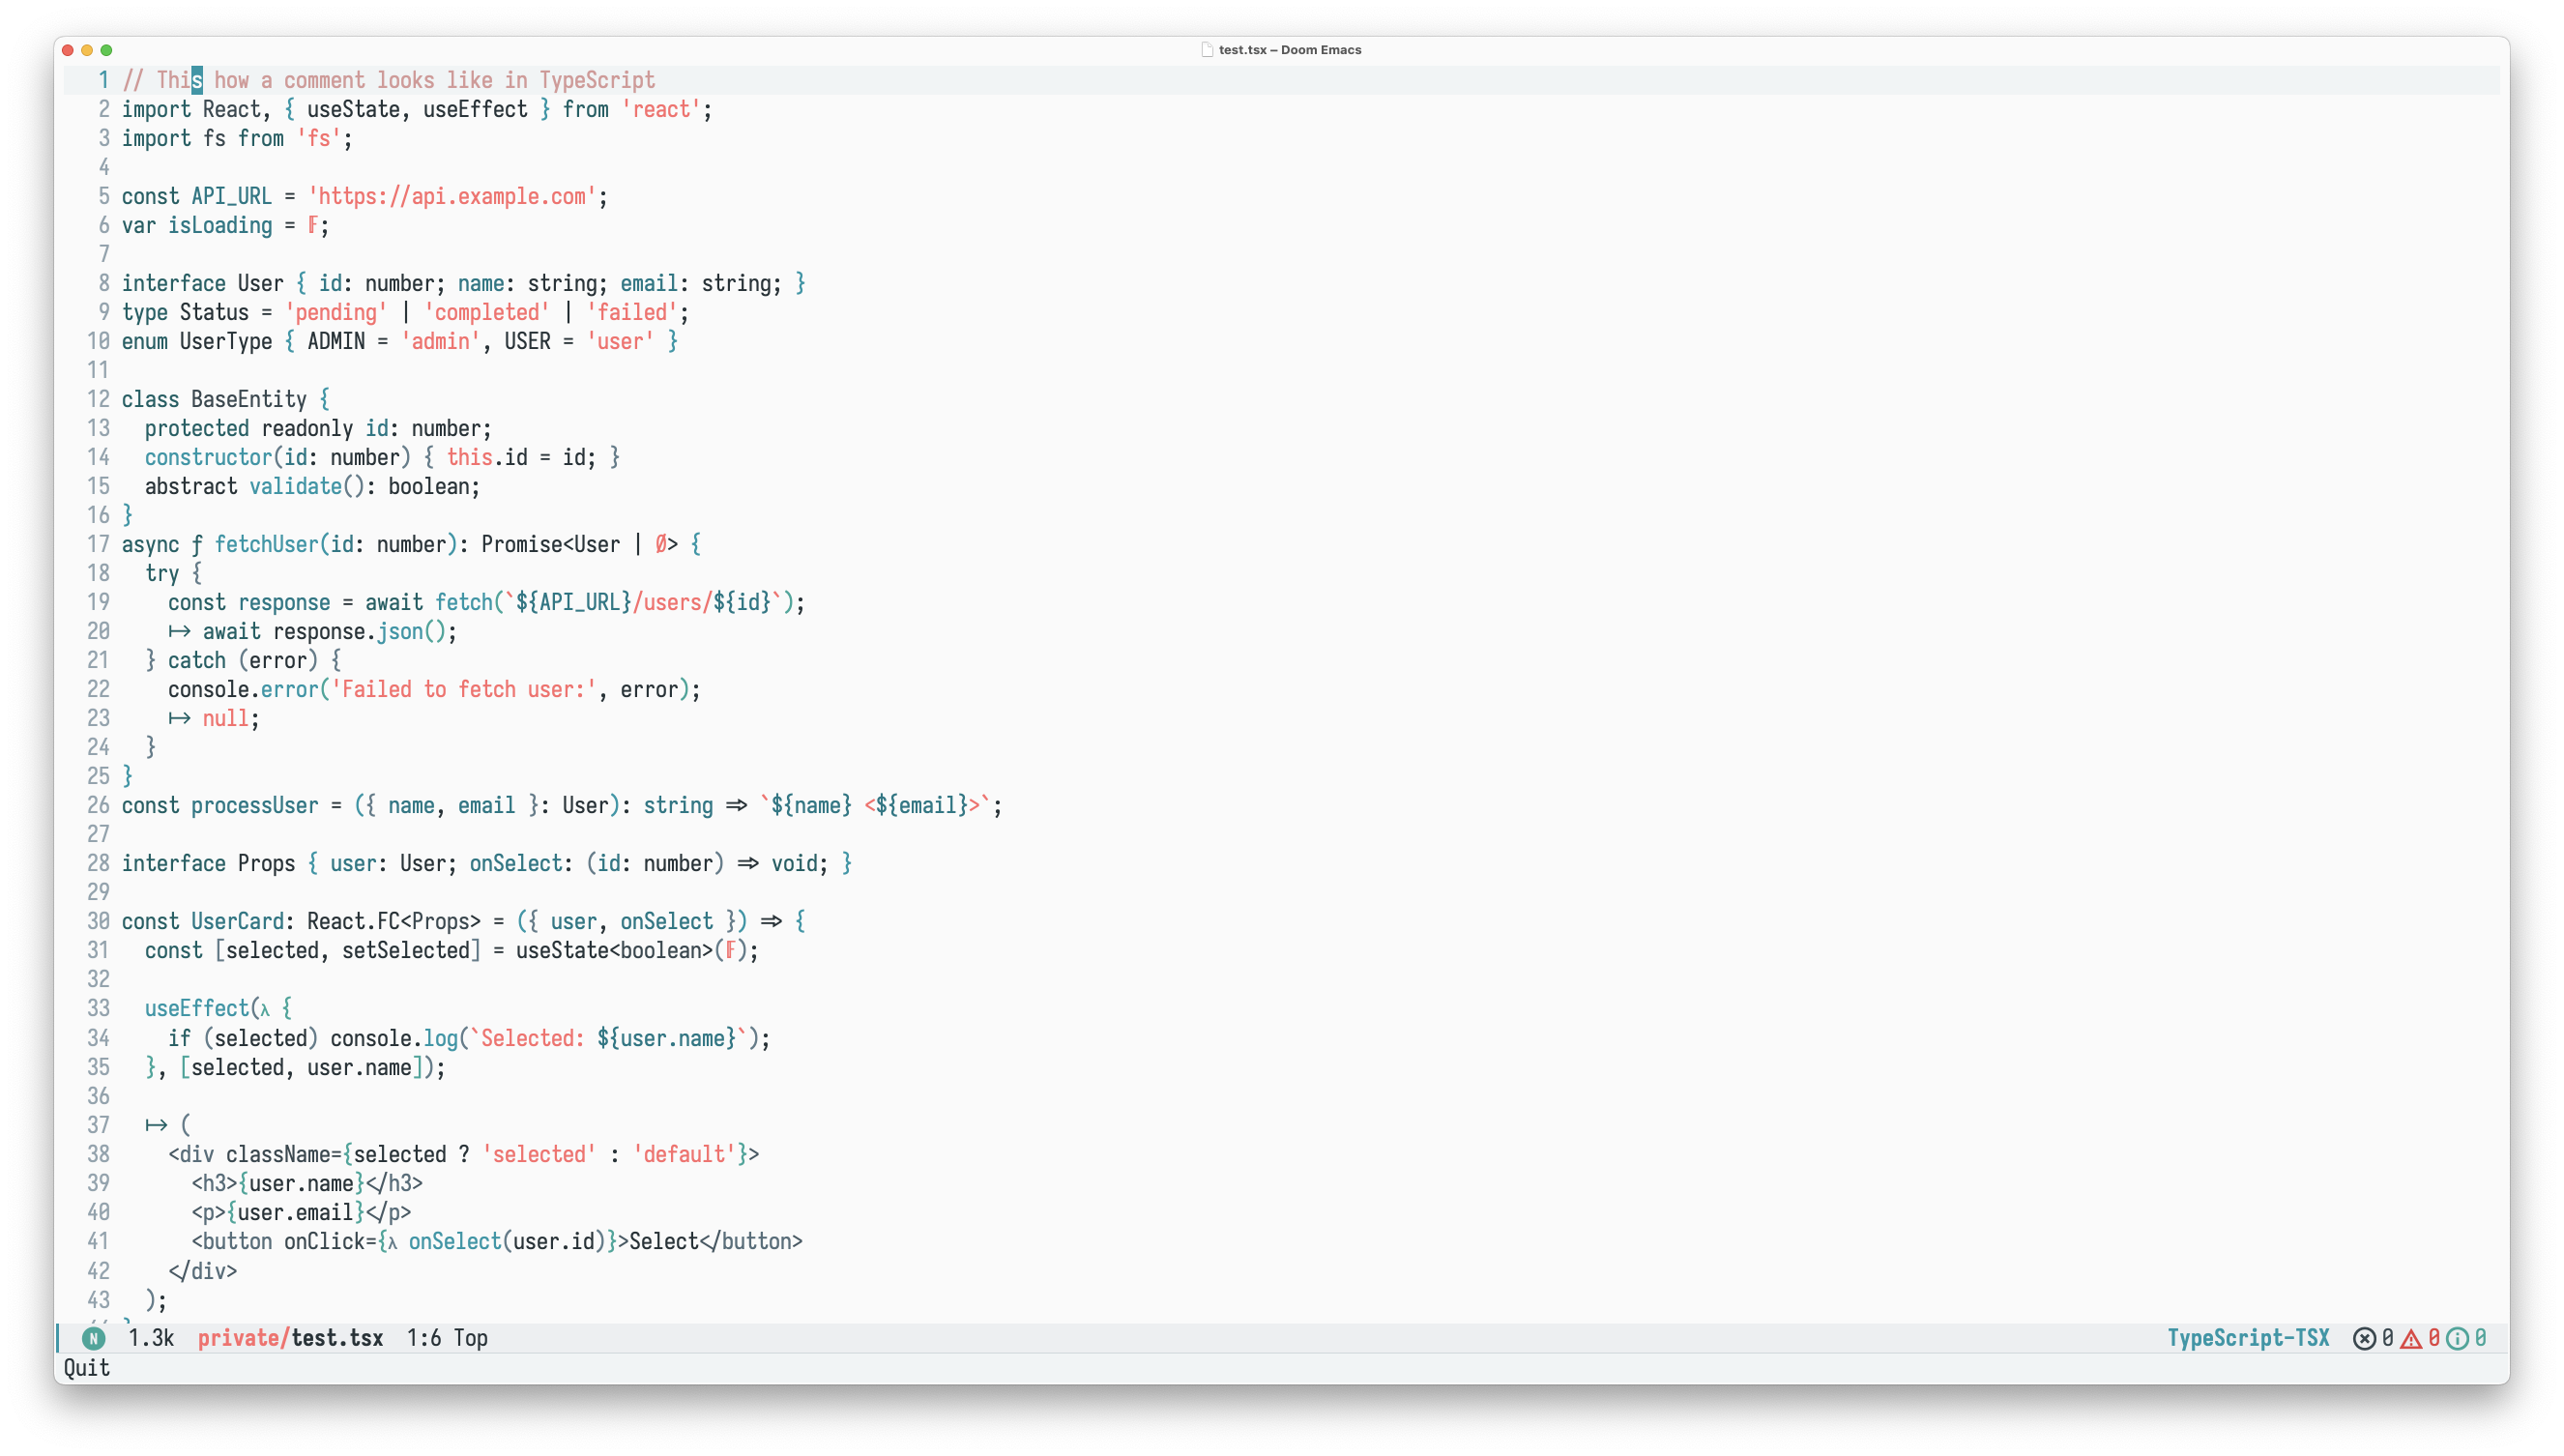 test.tsx – Doom Emacs
1 // This how a comment looks like in TypeScript
2 import React, { useState, useEffect } from 'react';
3 import fs from 'fs';
4
5 const API_URL = 'https://api.example.com';
6 var isLoading = 𝔽;
7
8 interface User { id: number; name: string; email: string; }
9 type Status = 'pending' | 'completed' | 'failed';
10 enum UserType { ADMIN = 'admin', USER = 'user' }
11
12 class BaseEntity {
13   protected readonly id: number;
14   constructor(id: number) { this.id = id; }
15   abstract validate(): boolean;
16 }
17 async ƒ fetchUser(id: number): Promise<User | Ø> {
18   try {
19     const response = await fetch(`${API_URL}/users/${id}`);
20     ↦ await response.json();
21   } catch (error) {
22     console.error('Failed to fetch user:', error);
23     ↦ null;
24   }
25 }
26 const processUser = ({ name, email }: User): string ⇒ `${name} <${email}>`;
27
28 interface Props { user: User; onSelect: (id: number) ⇒ void; }
29
30 const UserCard: React.FC<Props> = ({ user, onSelect }) ⇒ {
31   const [selected, setSelected] = useState<boolean>(𝔽);
32
33   useEffect(λ {
34     if (selected) console.log(`Selected: ${user.name}`);
35   }, [selected, user.name]);
36
37   ↦ (
38     <div className={selected ? 'selected' : 'default'}>
39       <h3>{user.name}</h3>
40       <p>{user.email}</p>
41       <button onClick={λ onSelect(user.id)}>Select</button>
42     </div>
43   );
N 1.3k private/test.tsx 1:6 Top TypeScript-TSX 0 0 0
Quit